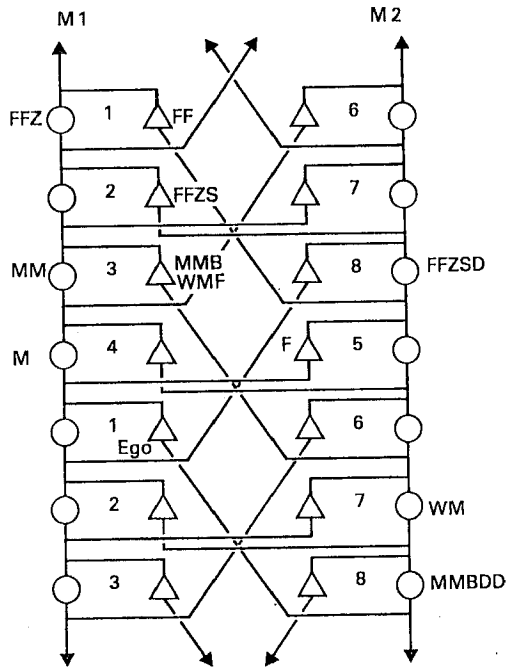 M1 M2
FFZ 1 FF 6
2 FFZS 7
MM 3 MMB 8 FFZSD
WMF
M 4 F 5
1 6
Ego
2 7 WM
3 8 MMBDD